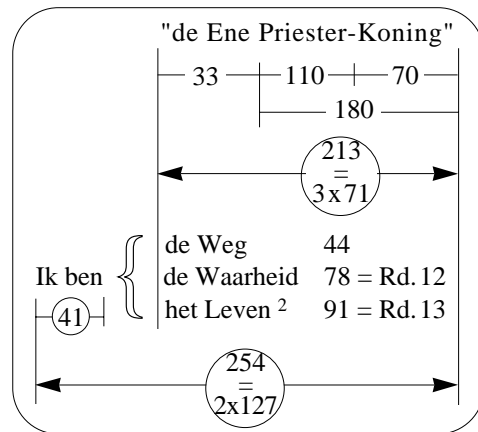 "de Ene Priester-Koning"
33 110 70
180
213
=
3x71
de Weg 44
Ik ben de Waarheid 78 = Rd.12
41 het Leven ² 91 = Rd.13
254
=
2x127